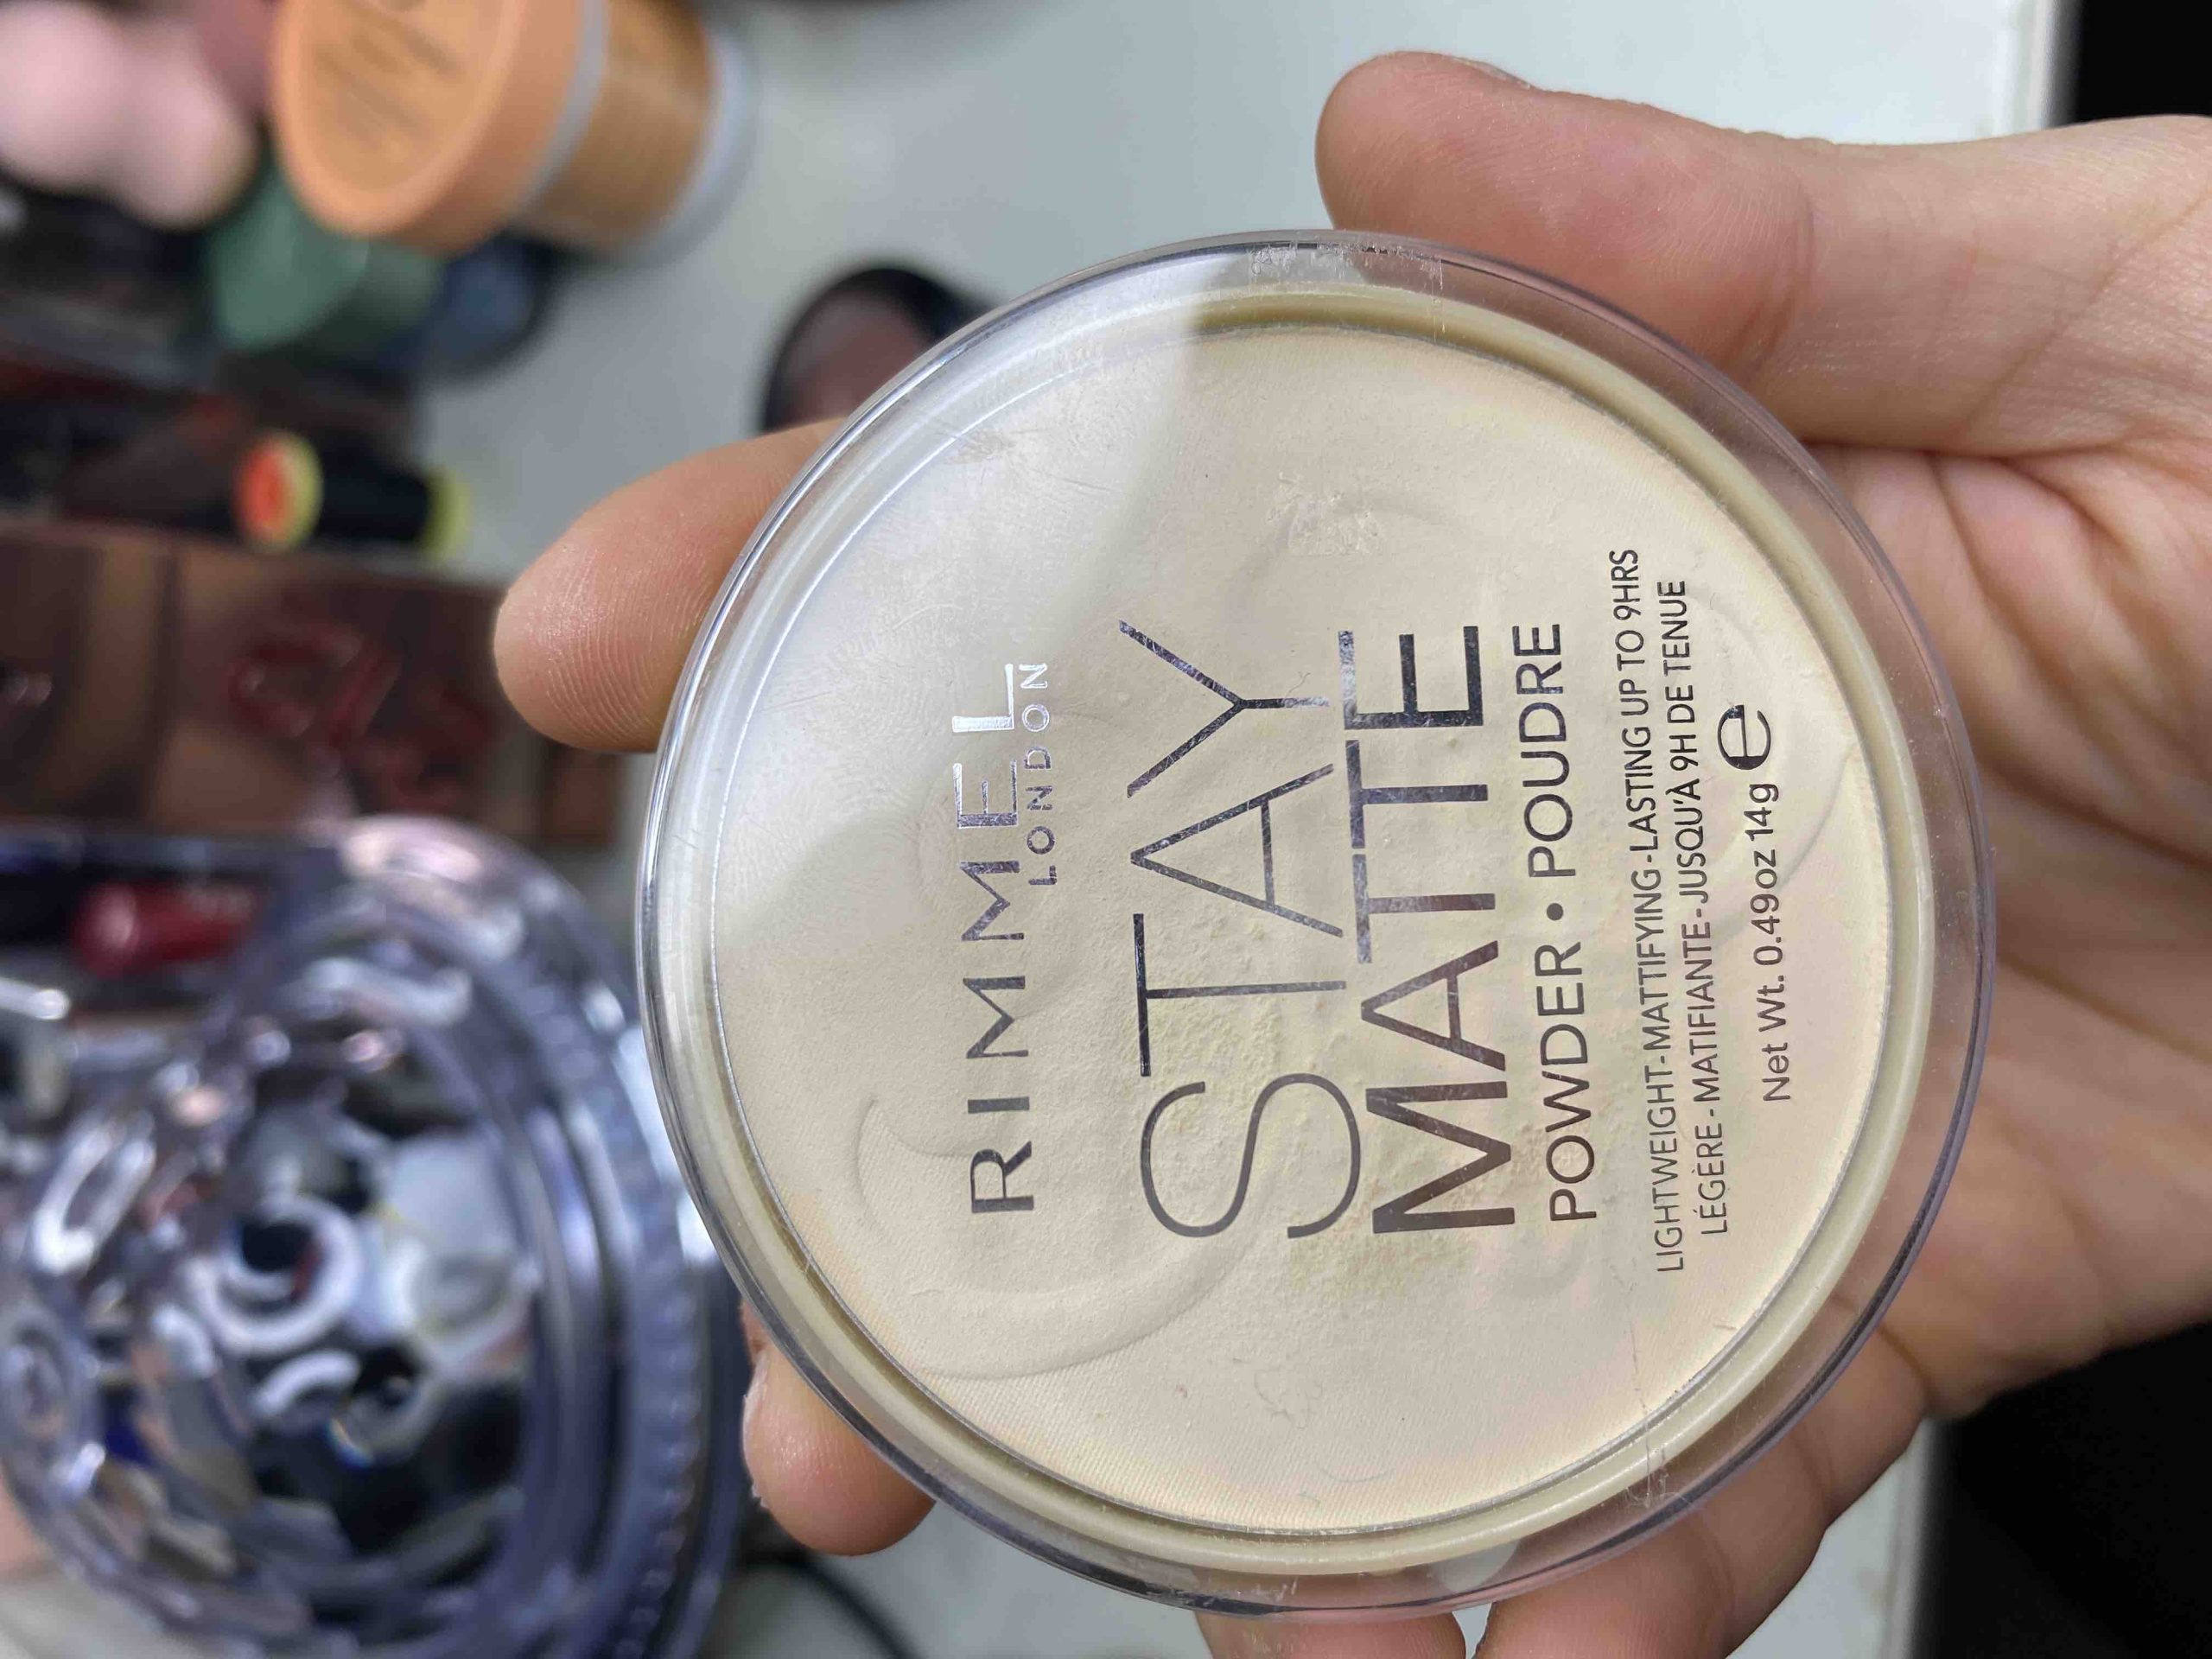 RIMMEL
LONDON
STAY
MATTE
POWDER • POUDRE
LIGHTWEIGHT-MATTIFYING-LASTING UP TO 9HRS
LÉGÈRE - MATIFIANTE-JUSQU'À 9H DE TENUE
Net Wt. 0.49oz 14g e